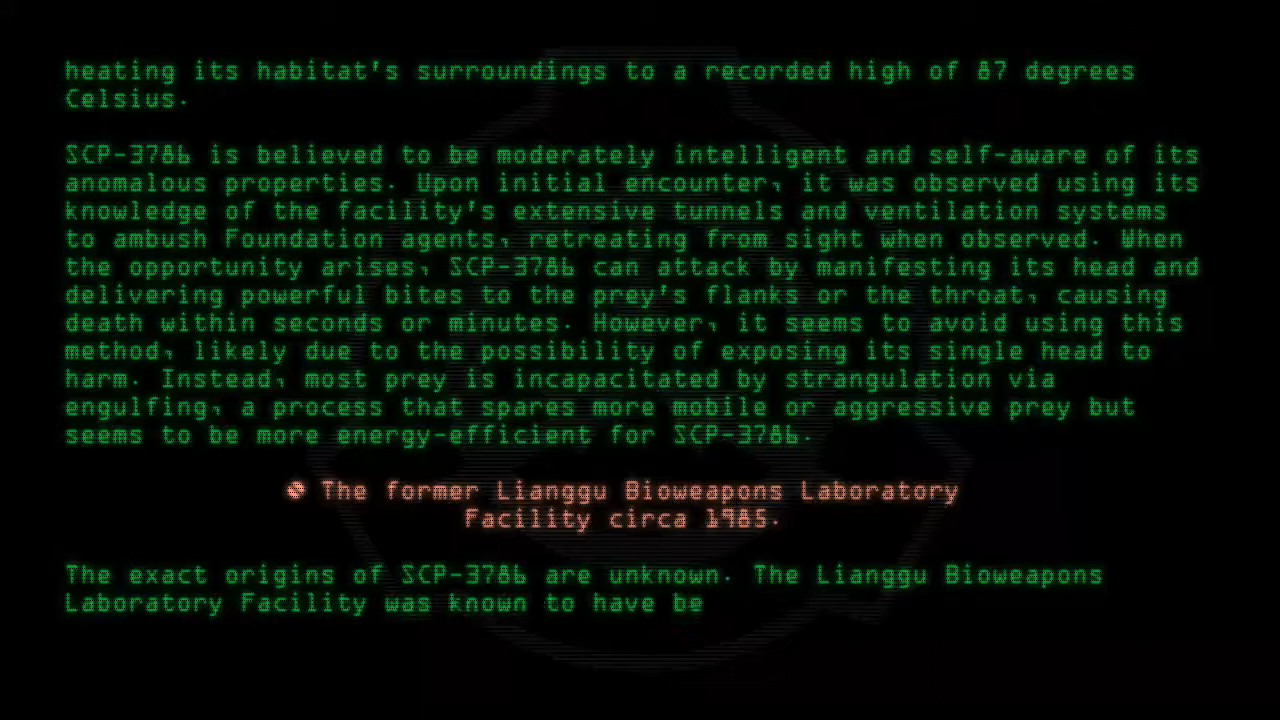 heating its habitat's surroundings to a recorded high of 87 degrees
Celsius.
SCP-3786 is believed to be moderately intelligent and self-aware of its
anomalous properties. Upon initial encounter, it was observed using its
knowledge of the facility's extensive tunnels and ventilation systems
to ambush Foundation agents, retreating from sight when observed. When
the opportunity arises, SCP-3786 can attack by manifesting its head and
delivering powerful bites to the prey's flanks or the throat, causing
death within seconds or minutes. However, it seems to avoid using this
method, likely due to the possibility of exposing its single head to
harm. Instead, most prey is incapacitated by strangulation via
engulfing, a process that spares more mobile or aggressive prey but
seems to be more energy-efficient for SCP-3786.
The former Lianggu Bioweapons Laboratory
Facility circa 1985.
The exact origins of SCP-3786 are unknown. The Lianggu Bioweapons
Laboratory Facility was known to have be